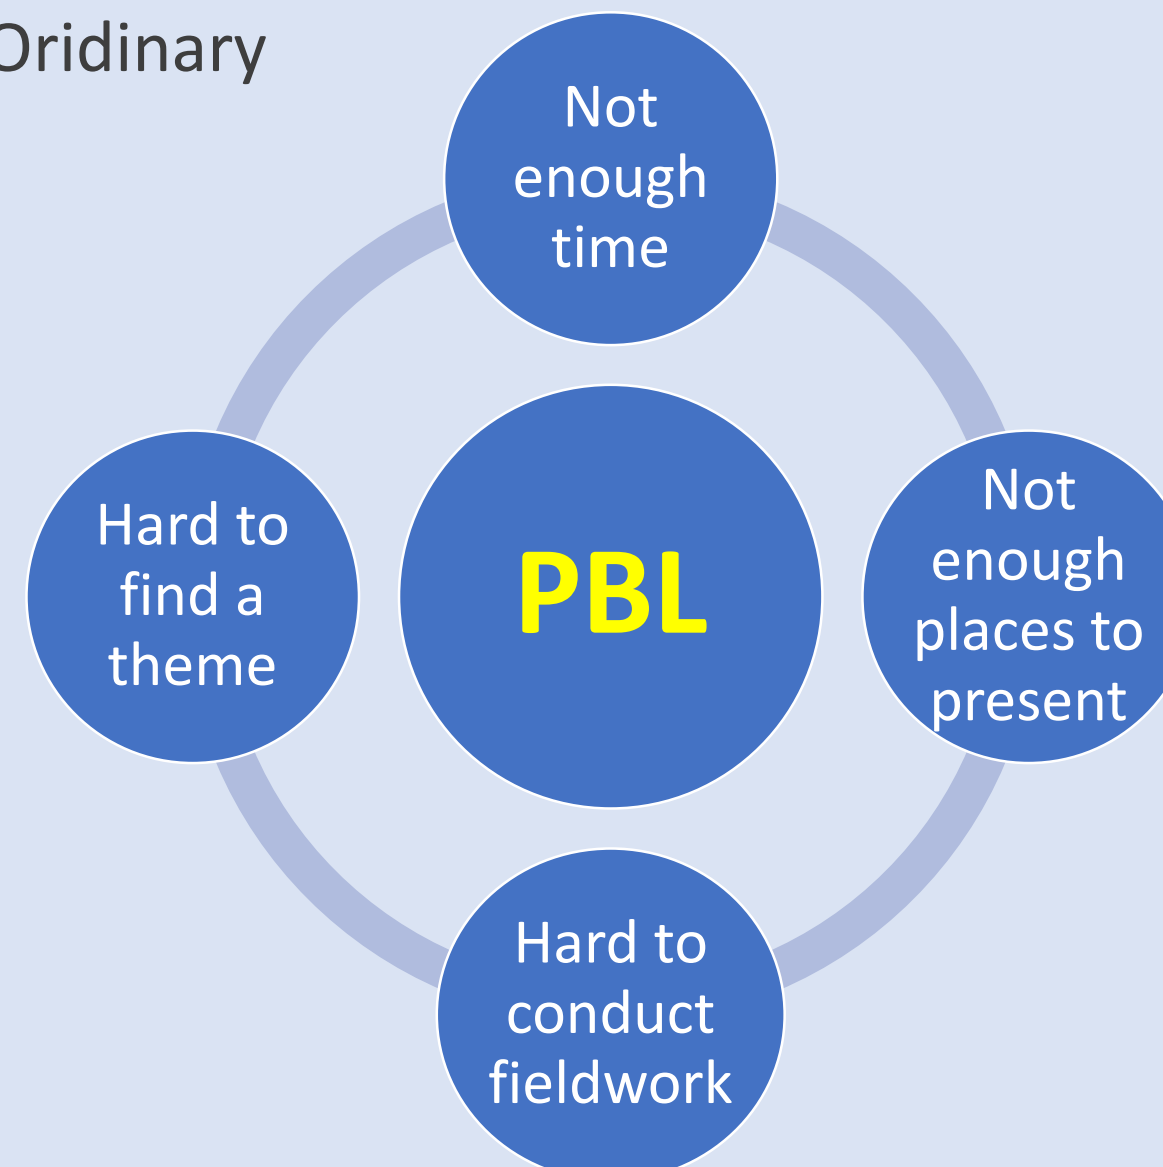 Oridinary
Not
enough
time
Hard to
find a
theme
PBL
Not
enough
places to
present
Hard to
conduct
fieldwork